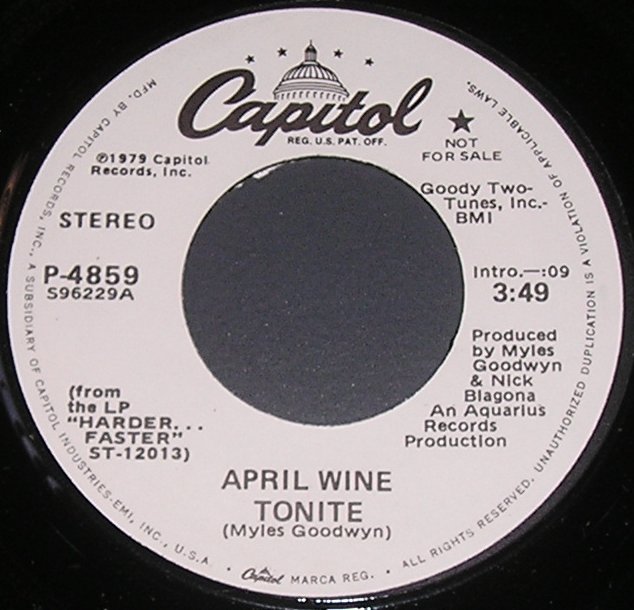 Capitol
REG. U.S. PAT. OFF.
★ NOT
FOR SALE
℗1979 Capitol
Records, Inc.
STEREO
P-4859
S96229A
Goody Two-
Tunes, Inc.-
BMI
Intro.—:09
3:49
Produced
by Myles
Goodwyn
& Nick
Blagona
An Aquarius
Records
Production
(from
the LP
"HARDER...
FASTER"
ST-12013)
APRIL WINE
TONITE
(Myles Goodwyn)
MFD. BY CAPITOL RECORDS, INC., A SUBSIDIARY OF CAPITOL INDUSTRIES-EMI, INC., U.S.A. • Capitol MARCA REG. • ALL RIGHTS RESERVED. UNAUTHORIZED DUPLICATION IS A VIOLATION OF APPLICABLE LAWS.